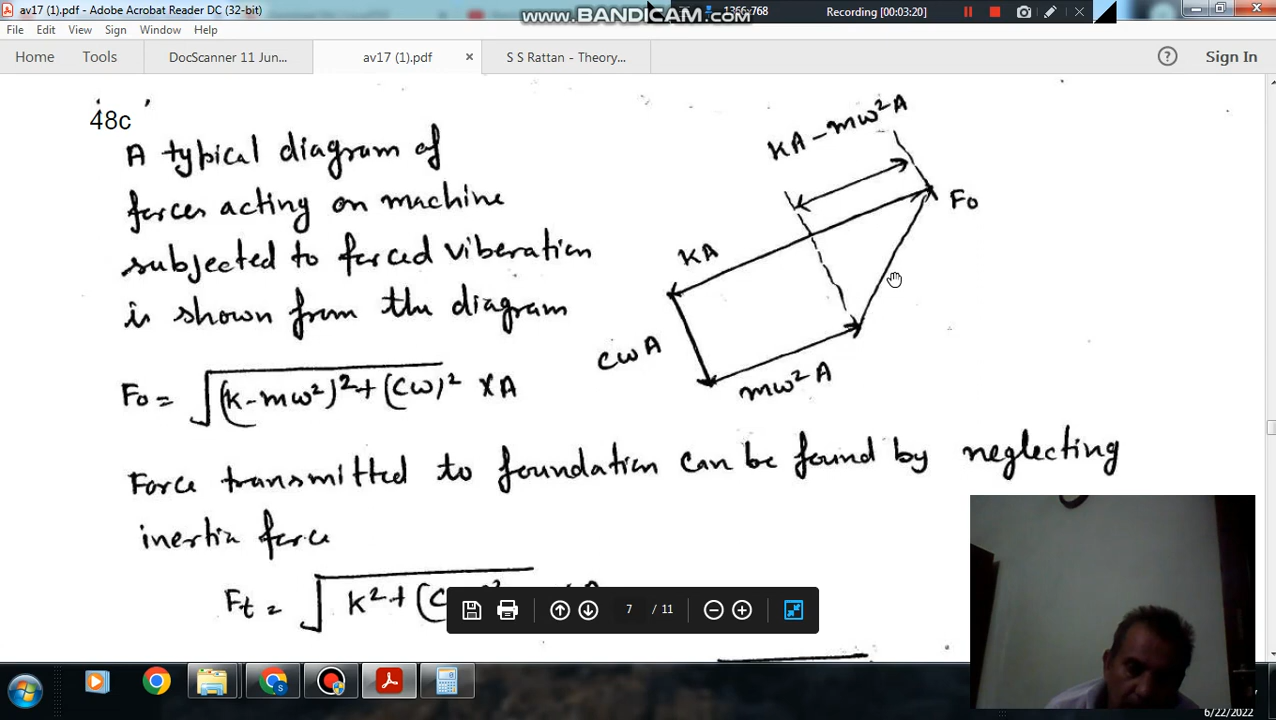 av17 (1).pdf - Adobe Acrobat Reader DC (32-bit)
www.BANDICAM.com
1366x768
Recording [00:03:20]
File Edit View Sign Window Help
Home Tools DocScanner 11 Jun... av17 (1).pdf × S S Rattan - Theory... Sign In
48c
A typical diagram of
forces acting on machine
subjected to forced viberation
is shown from the diagram
F₀ = √(k-mω²)²+(cω)² XA
KA-mω²A
F₀
KA
cωA
mω²A
Force transmitted to foundation can be found by neglecting
inertia force
Ft = √K²+(C
7 / 11
6/22/2022